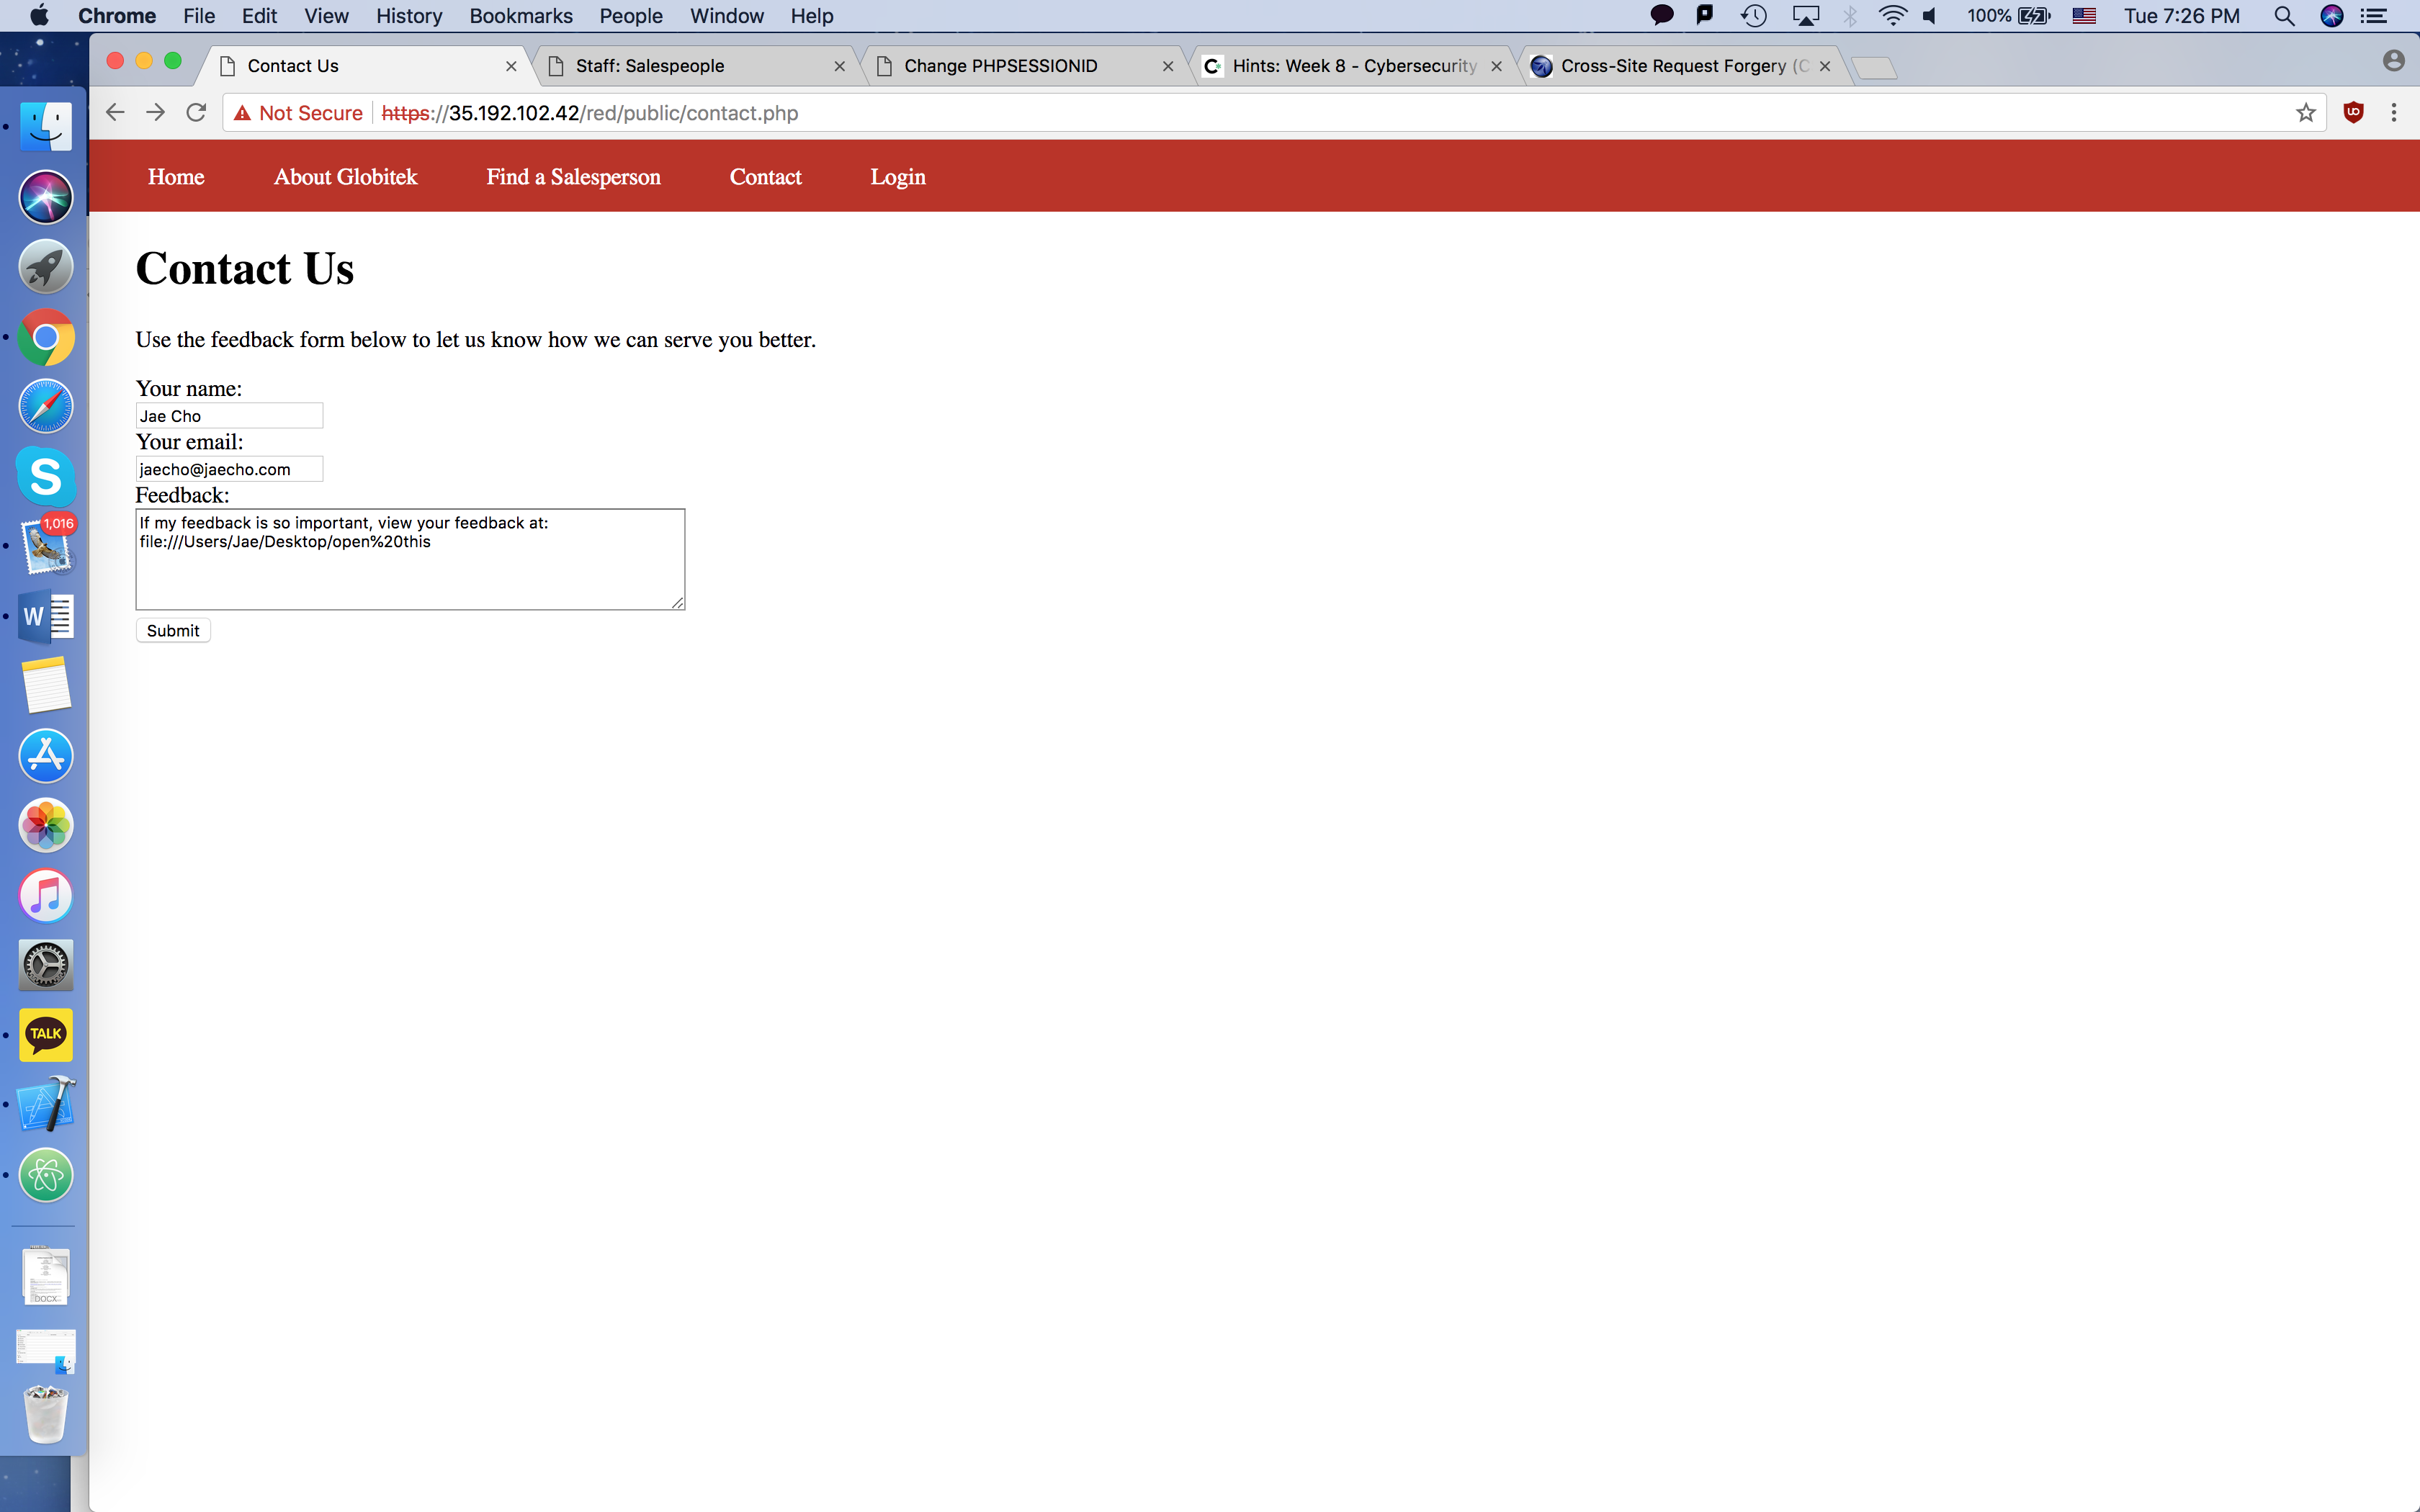 Chrome File Edit View History Bookmarks People Window Help 100% Tue 7:26 PM
Contact Us Staff: Salespeople Change PHPSESSIONID Hints: Week 8 - Cybersecurity Cross-Site Request Forgery (C
Not Secure https://35.192.102.42/red/public/contact.php
Home About Globitek Find a Salesperson Contact Login
Contact Us
Use the feedback form below to let us know how we can serve you better.
Your name:
Jae Cho
Your email:
jaecho@jaecho.com
Feedback:
If my feedback is so important, view your feedback at:
file:///Users/Jae/Desktop/open%20this
Submit
S
1,016
W
TALK
DOCX